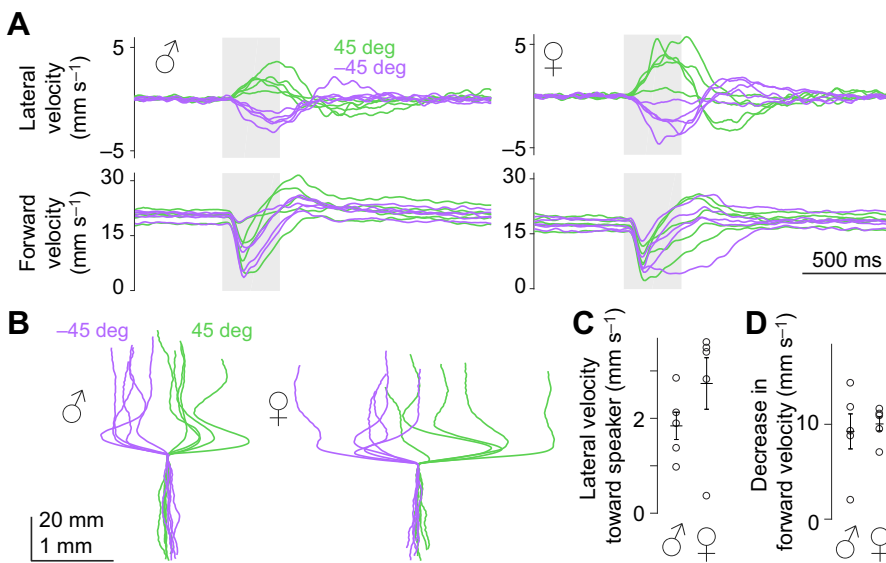 A
5
♂
45 deg
–45 deg
Lateral
velocity
(mm s⁻¹)
–5
5
♀
–5
30
Forward
velocity
(mm s⁻¹)
15
0
30
15
0
500 ms
B
–45 deg
45 deg
♂
♀
20 mm
1 mm
C
Lateral velocity
toward speaker (mm s⁻¹)
2
0
♂ ♀
D
Decrease in
forward velocity (mm s⁻¹)
10
0
♂ ♀